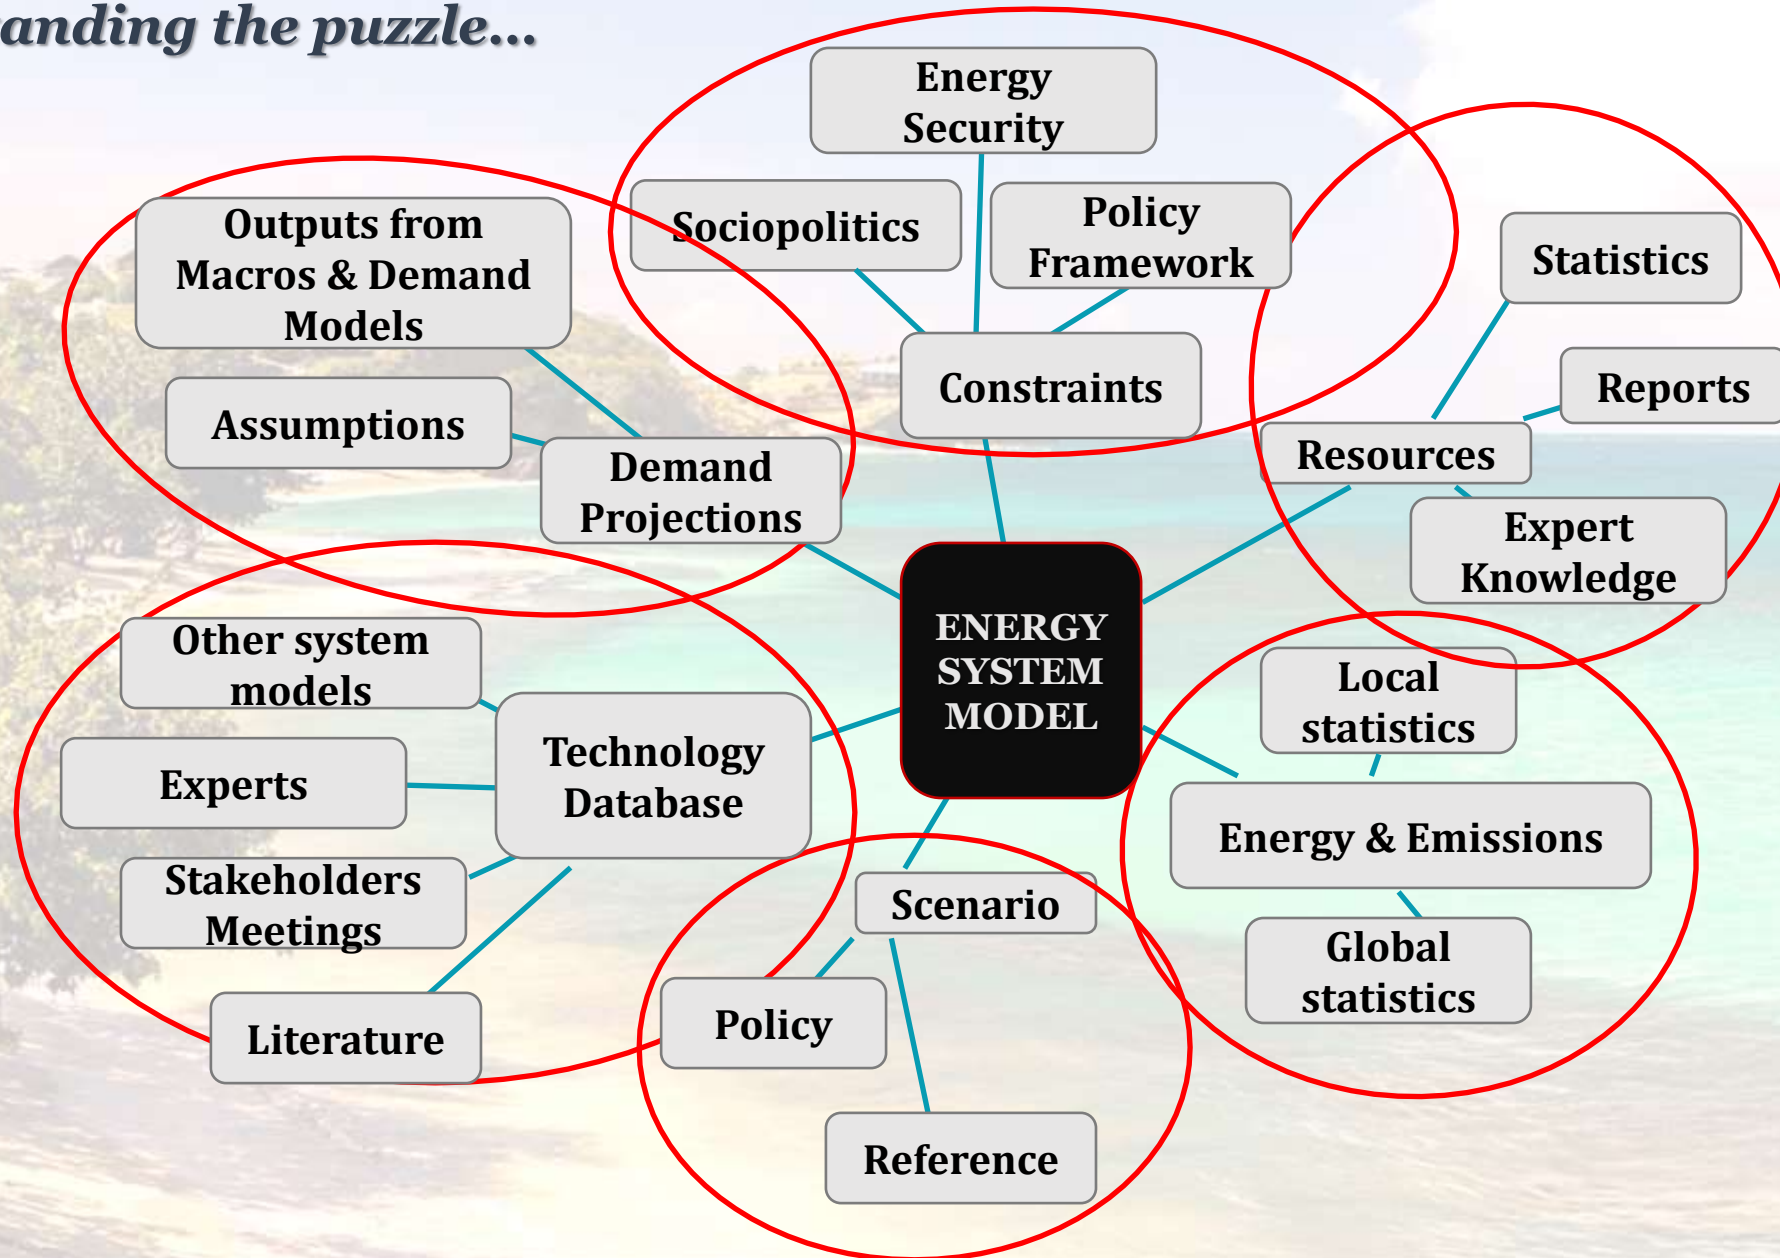 anding the puzzle...
Energy
Security
Sociopolitics
Policy
Framework
Constraints
Outputs from
Macros & Demand
Models
Assumptions
Demand
Projections
Statistics
Reports
Resources
Expert
Knowledge
ENERGY
SYSTEM
MODEL
Other system
models
Experts
Technology
Database
Stakeholders
Meetings
Literature
Local
statistics
Energy & Emissions
Global
statistics
Scenario
Policy
Reference